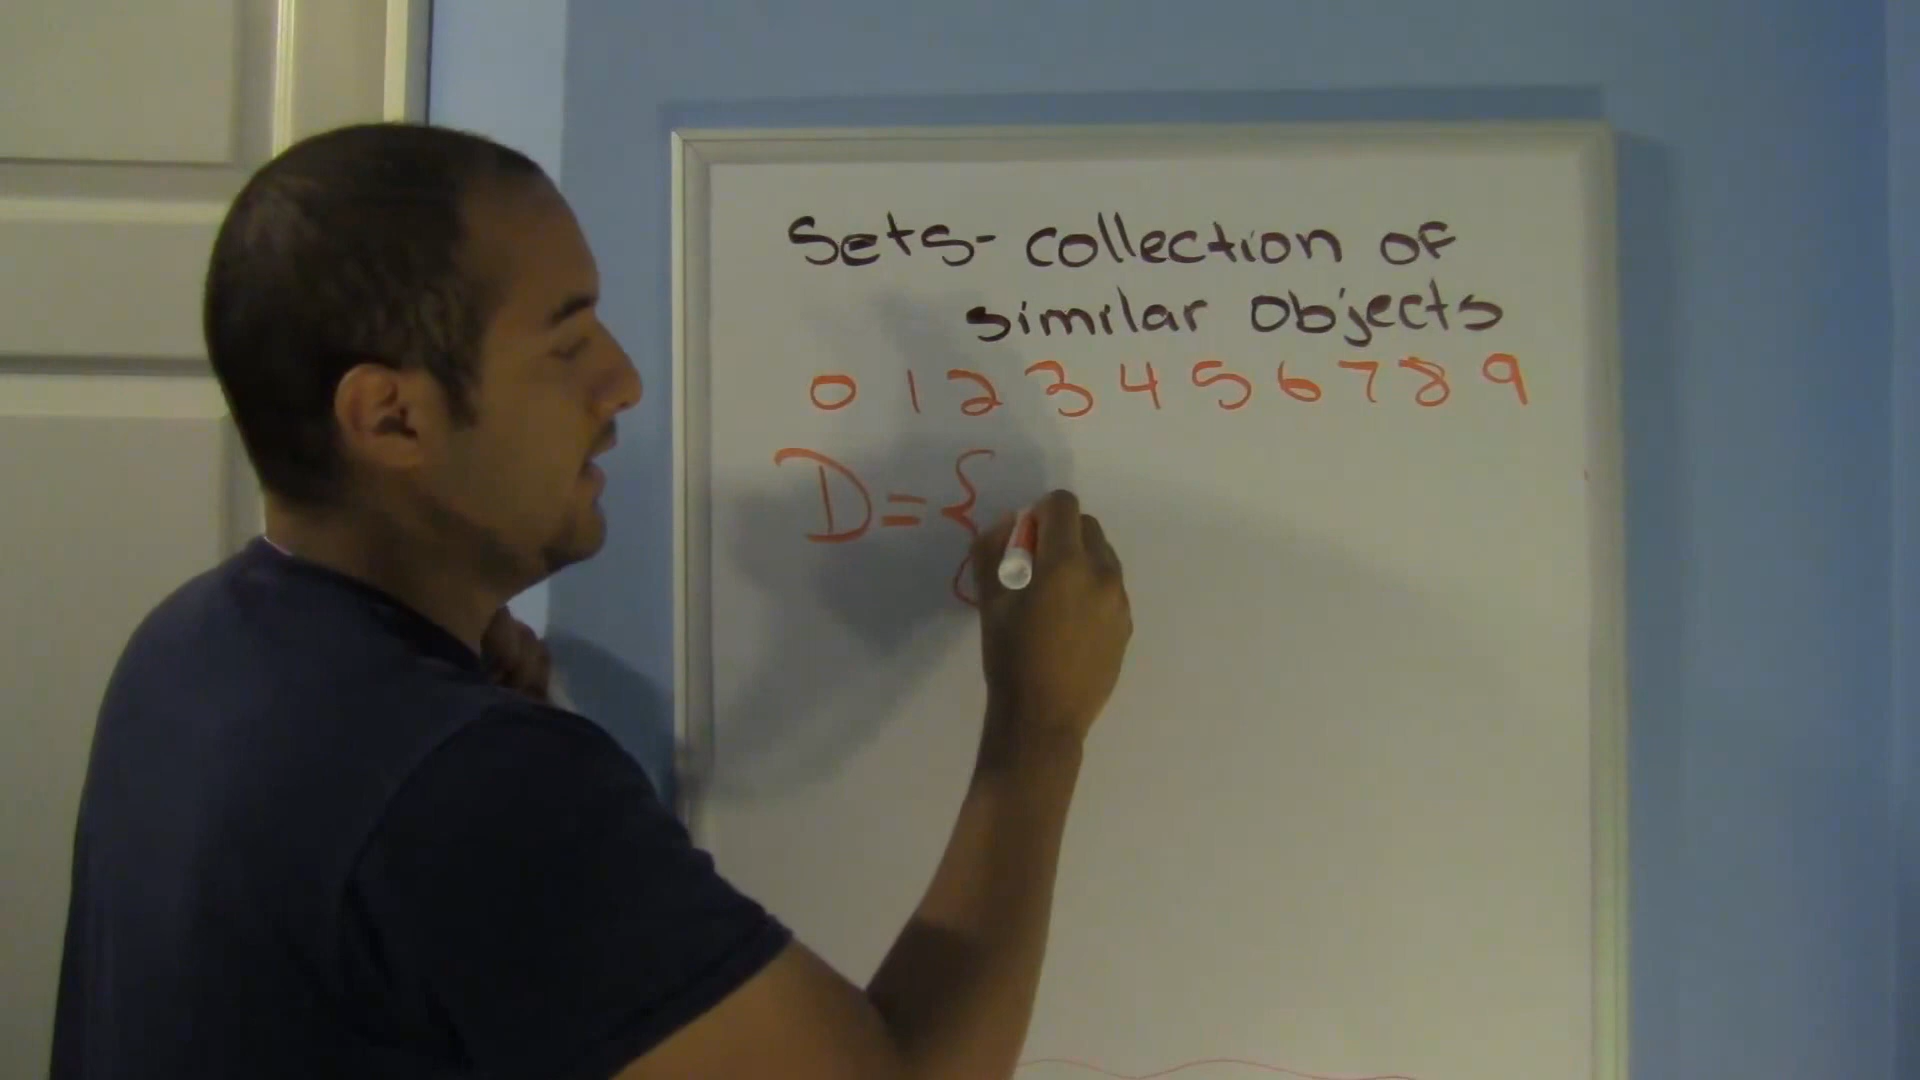 Sets- collection of
similar objects
0 1 2 3 4 5 6 7 8 9
D={